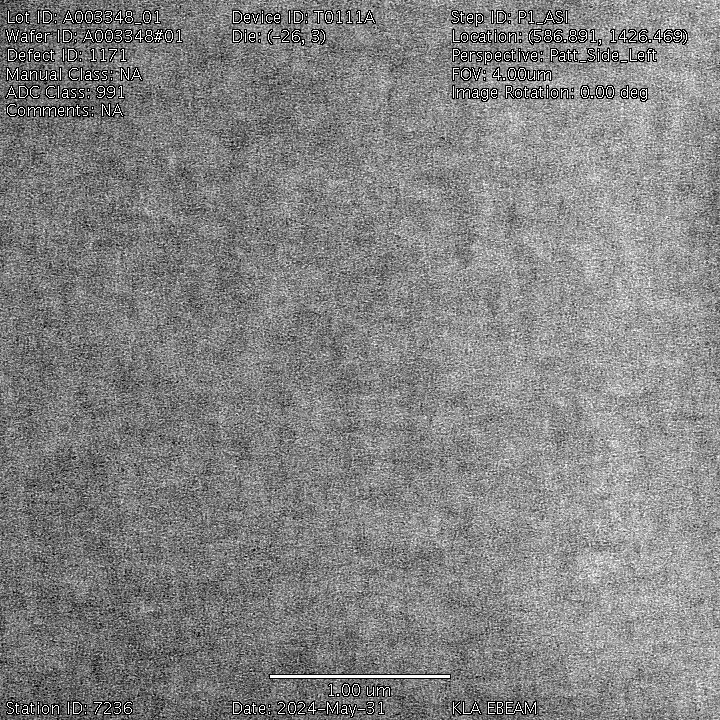 Lot ID: A003348_01 Device ID: T0111A Step ID: P1_ASI
Wafer ID: A003348#01 Die: (-26, 3) Location: (586.891, 1426.469)
Defect ID: 1171 Perspective: Patt_Side_Left
Manual Class: NA FOV: 4.00um
ADC Class: 991 Image Rotation: 0.00 deg
Comments: NA
1.00 um
Station ID: 7236 Date: 2024-May-31 KLA EBEAM